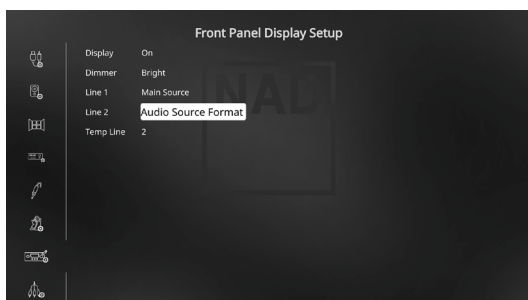 Front Panel Display Setup
Display On
Dimmer Bright
Line 1 Main Source
Line 2 Audio Source Format
Temp Line 2
NAD